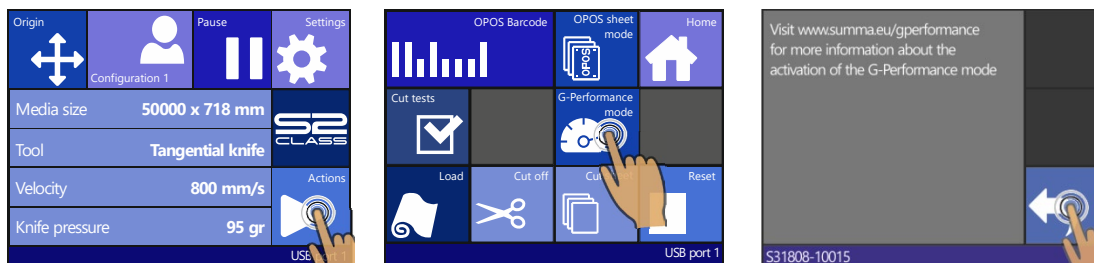 Origin
Configuration 1
Pause
Settings
Media size 50000 x 718 mm
S2
CLASS
Tool Tangential knife
Velocity 800 mm/s
Actions
Knife pressure 95 gr
OPOS Barcode
OPOS sheet
mode
OPOS
Home
Cut tests
G-Performance
mode
Load
Cut off
Reset
USB port 1
Visit www.summa.eu/gperformance
for more information about the
activation of the G-Performance mode
S31808-10015